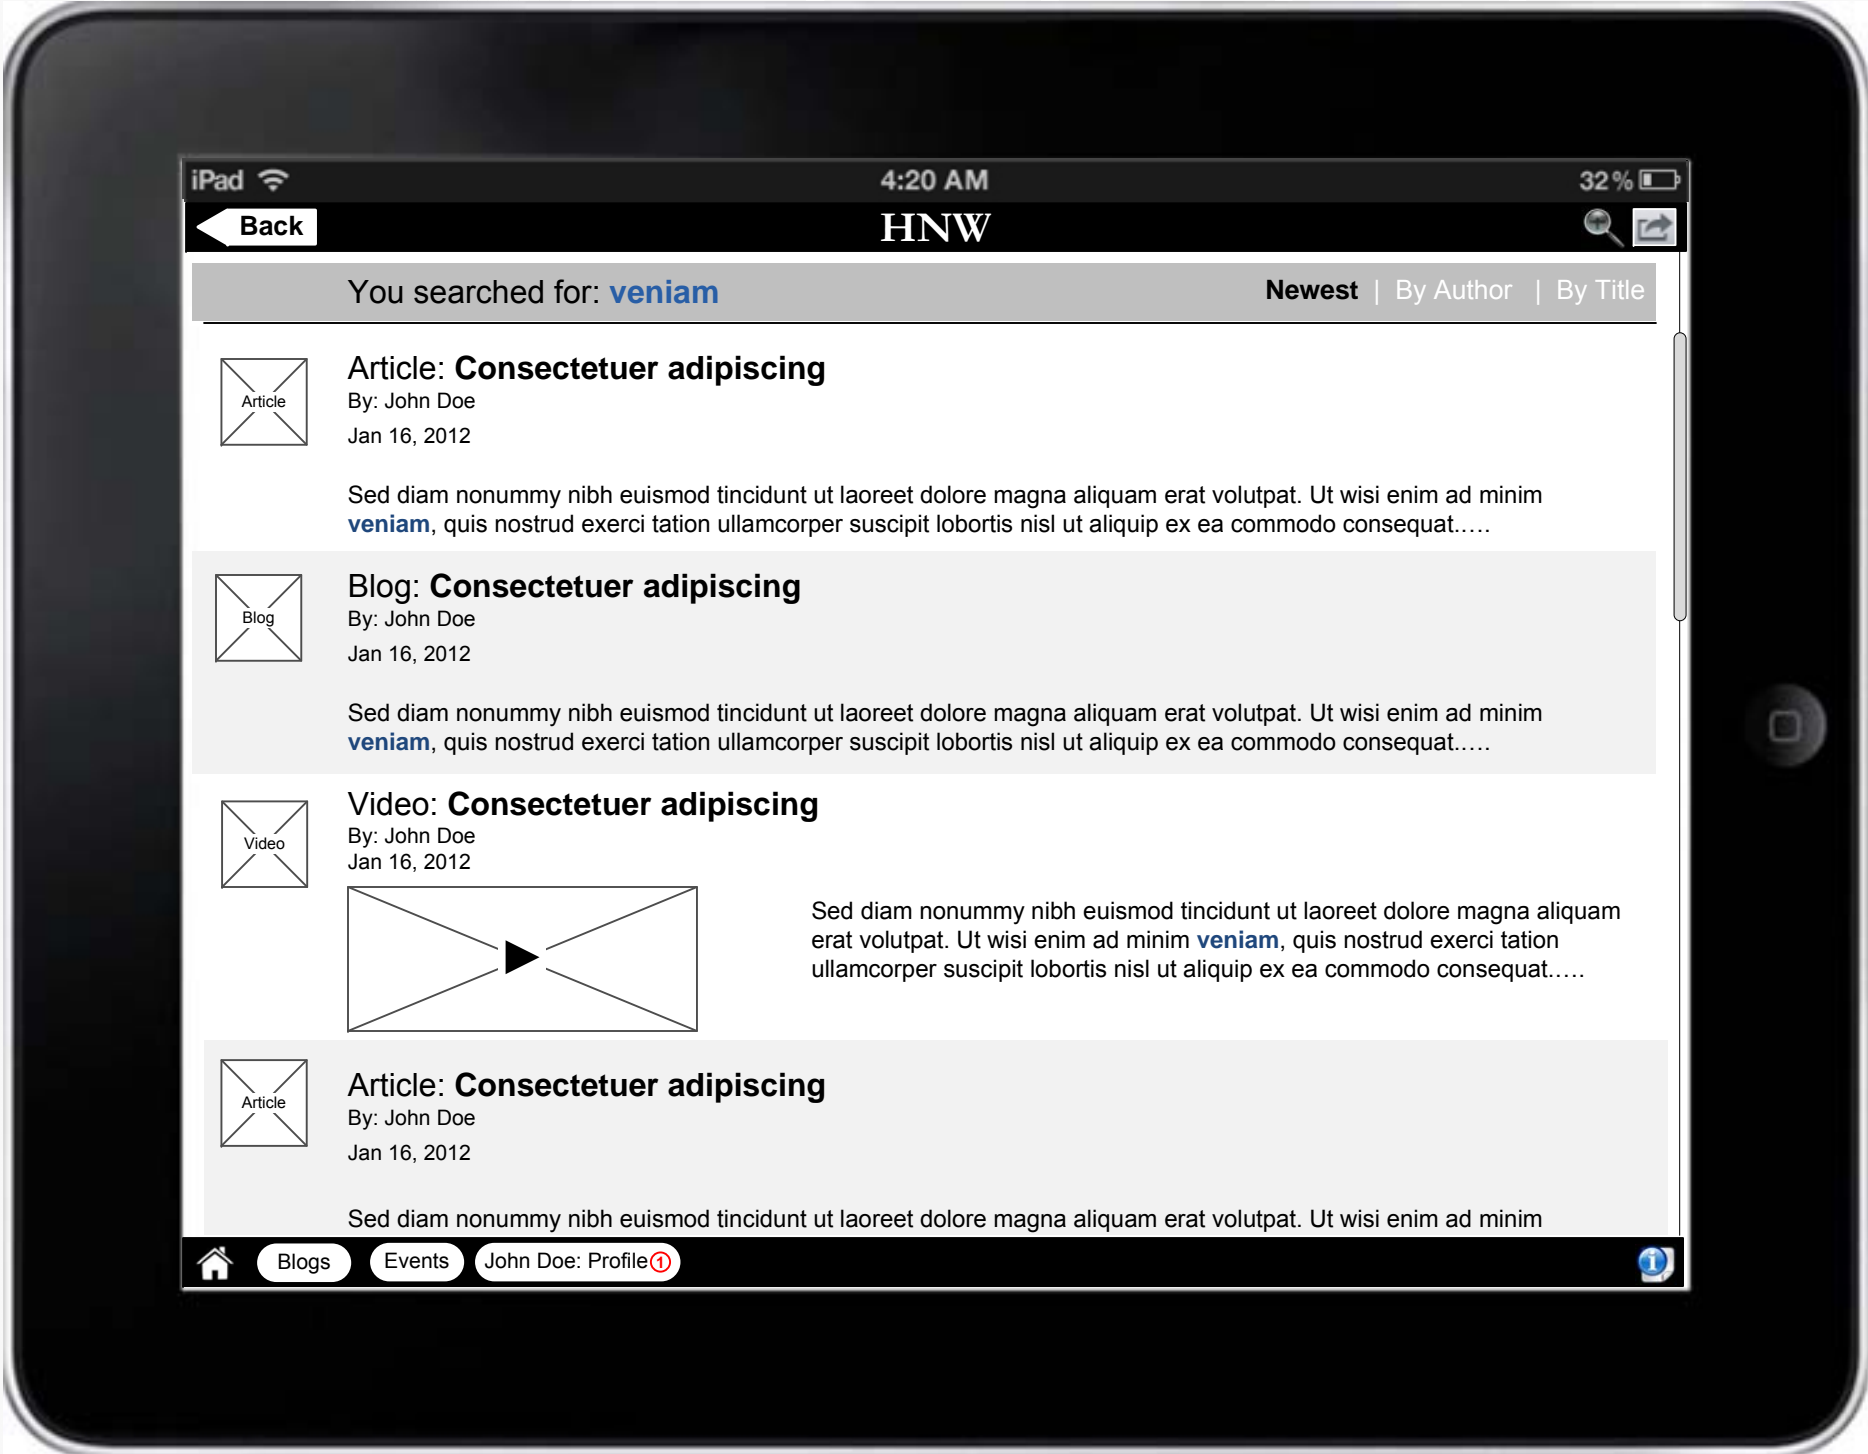 iPad 4:20 AM 32%
Back HNW
You searched for: veniam Newest | By Author | By Title
Article
Article: Consectetuer adipiscing
By: John Doe
Jan 16, 2012
Sed diam nonummy nibh euismod tincidunt ut laoreet dolore magna aliquam erat volutpat. Ut wisi enim ad minim
veniam, quis nostrud exerci tation ullamcorper suscipit lobortis nisl ut aliquip ex ea commodo consequat.….
Blog
Blog: Consectetuer adipiscing
By: John Doe
Jan 16, 2012
Sed diam nonummy nibh euismod tincidunt ut laoreet dolore magna aliquam erat volutpat. Ut wisi enim ad minim
veniam, quis nostrud exerci tation ullamcorper suscipit lobortis nisl ut aliquip ex ea commodo consequat.….
Video
Video: Consectetuer adipiscing
By: John Doe
Jan 16, 2012
Sed diam nonummy nibh euismod tincidunt ut laoreet dolore magna aliquam
erat volutpat. Ut wisi enim ad minim veniam, quis nostrud exerci tation
ullamcorper suscipit lobortis nisl ut aliquip ex ea commodo consequat.….
Article
Article: Consectetuer adipiscing
By: John Doe
Jan 16, 2012
Sed diam nonummy nibh euismod tincidunt ut laoreet dolore magna aliquam erat volutpat. Ut wisi enim ad minim
Blogs Events John Doe: Profile 1 i